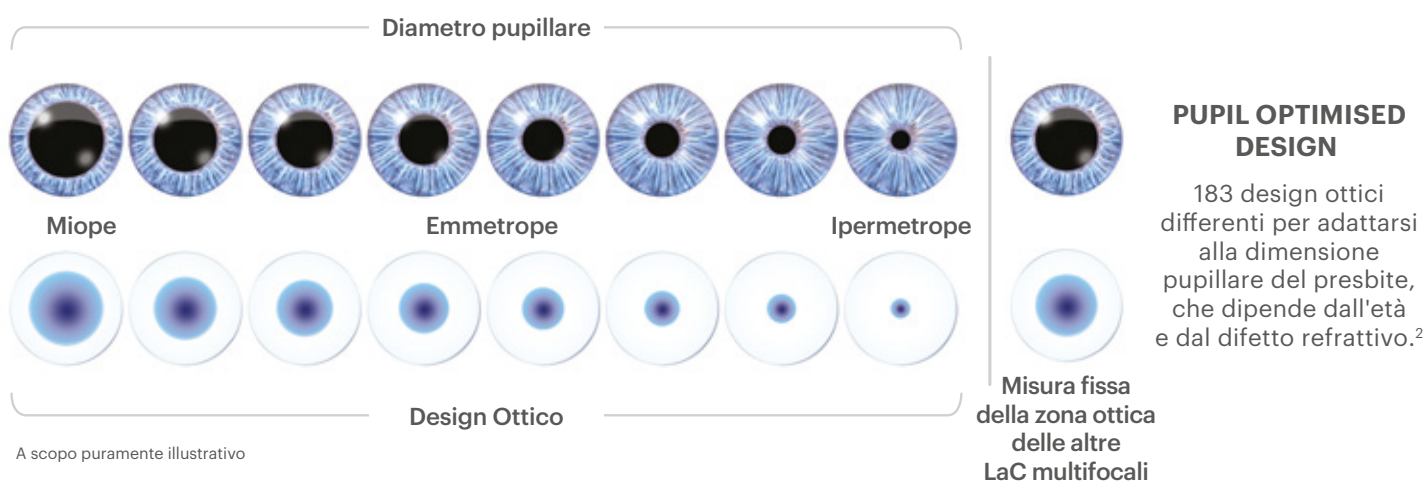 Diametro pupillare
Miope
Emmetrope
Ipermetrope
Design Ottico
A scopo puramente illustrativo
Misura fissa
della zona ottica
delle altre
LaC multifocali
PUPIL OPTIMISED
DESIGN
183 design ottici
differenti per adattarsi
alla dimensione
pupillare del presbite,
che dipende dall'età
e dal difetto refrattivo.²